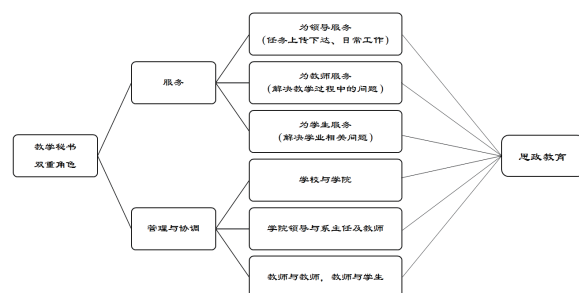 教学秘书
双重角色
服务
管理与协调
为领导服务
(任务上传下达、日常工作)
为教师服务
(解决教学过程中的问题)
为学生服务
(解决学业相关问题)
学校与学院
学院领导与系主任及教师
教师与教师，教师与学生
思政教育